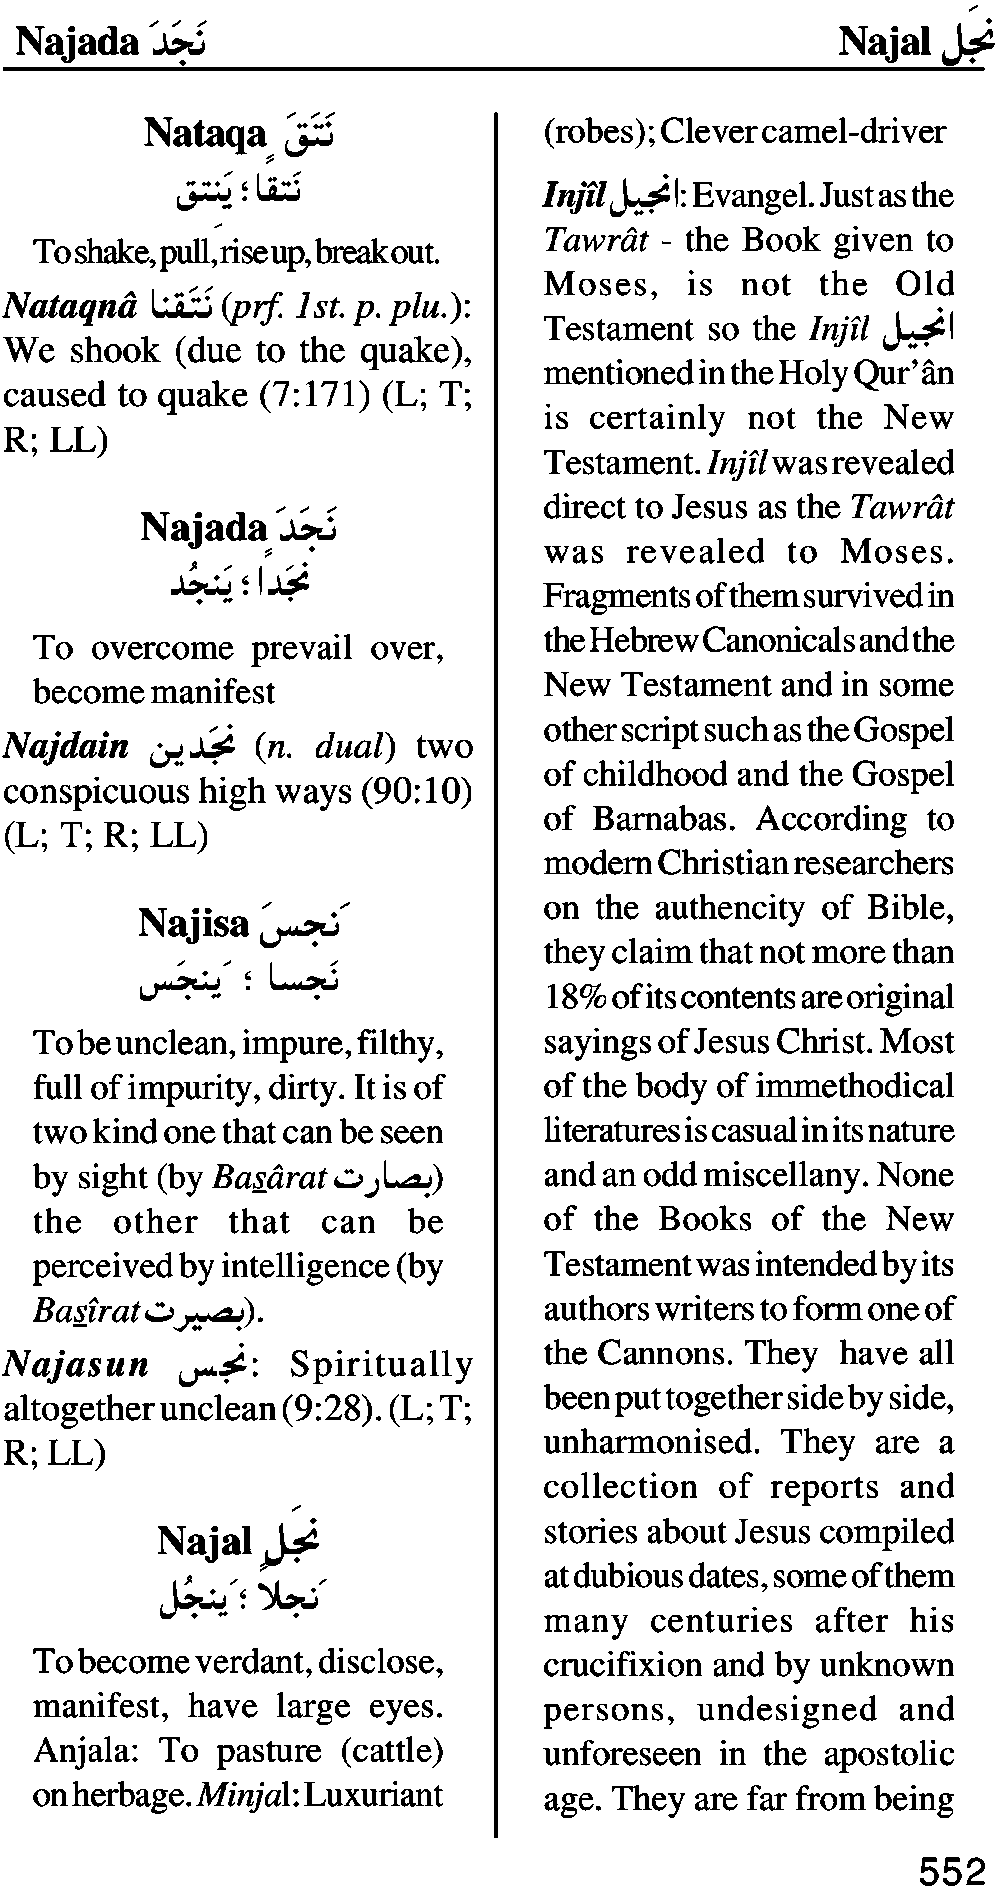 Najada نَجَدَ Najal نَجَل
Nataqa نَتَقَ
نَتقا ؛ يَنتق
To shake, pull, rise up, break out.
Nataqnâ نَتَقنا (prf. 1st. p. plu.):
We shook (due to the quake),
caused to quake (7:171) (L; T;
R; LL)
Najada نَجَدَ
نجَدا ؛ يَنجُد
To overcome prevail over,
become manifest
Najdain نجَدين (n. dual) two
conspicuous high ways (90:10)
(L; T; R; LL)
Najisa نَجسَ
نَجسا ؛ يَنجَس
To be unclean, impure, filthy,
full of impurity, dirty. It is of
two kind one that can be seen
by sight (by Basârat بصارت)
the other that can be
perceived by intelligence (by
Basîrat بصيرت).
Najasun نجَس: Spiritually
altogether unclean (9:28). (L; T;
R; LL)
Najal نجَل
نَجلاً ؛ يَنجُل
To become verdant, disclose,
manifest, have large eyes.
Anjala: To pasture (cattle)
on herbage. Minjal: Luxuriant
(robes); Clever camel-driver
Injîl انجيل: Evangel. Just as the
Tawrât - the Book given to
Moses, is not the Old
Testament so the Injîl انجيل
mentioned in the Holy Qur’ân
is certainly not the New
Testament. Injîl was revealed
direct to Jesus as the Tawrât
was revealed to Moses.
Fragments of them survived in
the Hebrew Canonicals and the
New Testament and in some
other script such as the Gospel
of childhood and the Gospel
of Barnabas. According to
modern Christian researchers
on the authencity of Bible,
they claim that not more than
18% of its contents are original
sayings of Jesus Christ. Most
of the body of immethodical
literatures is casual in its nature
and an odd miscellany. None
of the Books of the New
Testament was intended by its
authors writers to form one of
the Cannons. They have all
been put together side by side,
unharmonised. They are a
collection of reports and
stories about Jesus compiled
at dubious dates, some of them
many centuries after his
crucifixion and by unknown
persons, undesigned and
unforeseen in the apostolic
age. They are far from being
552